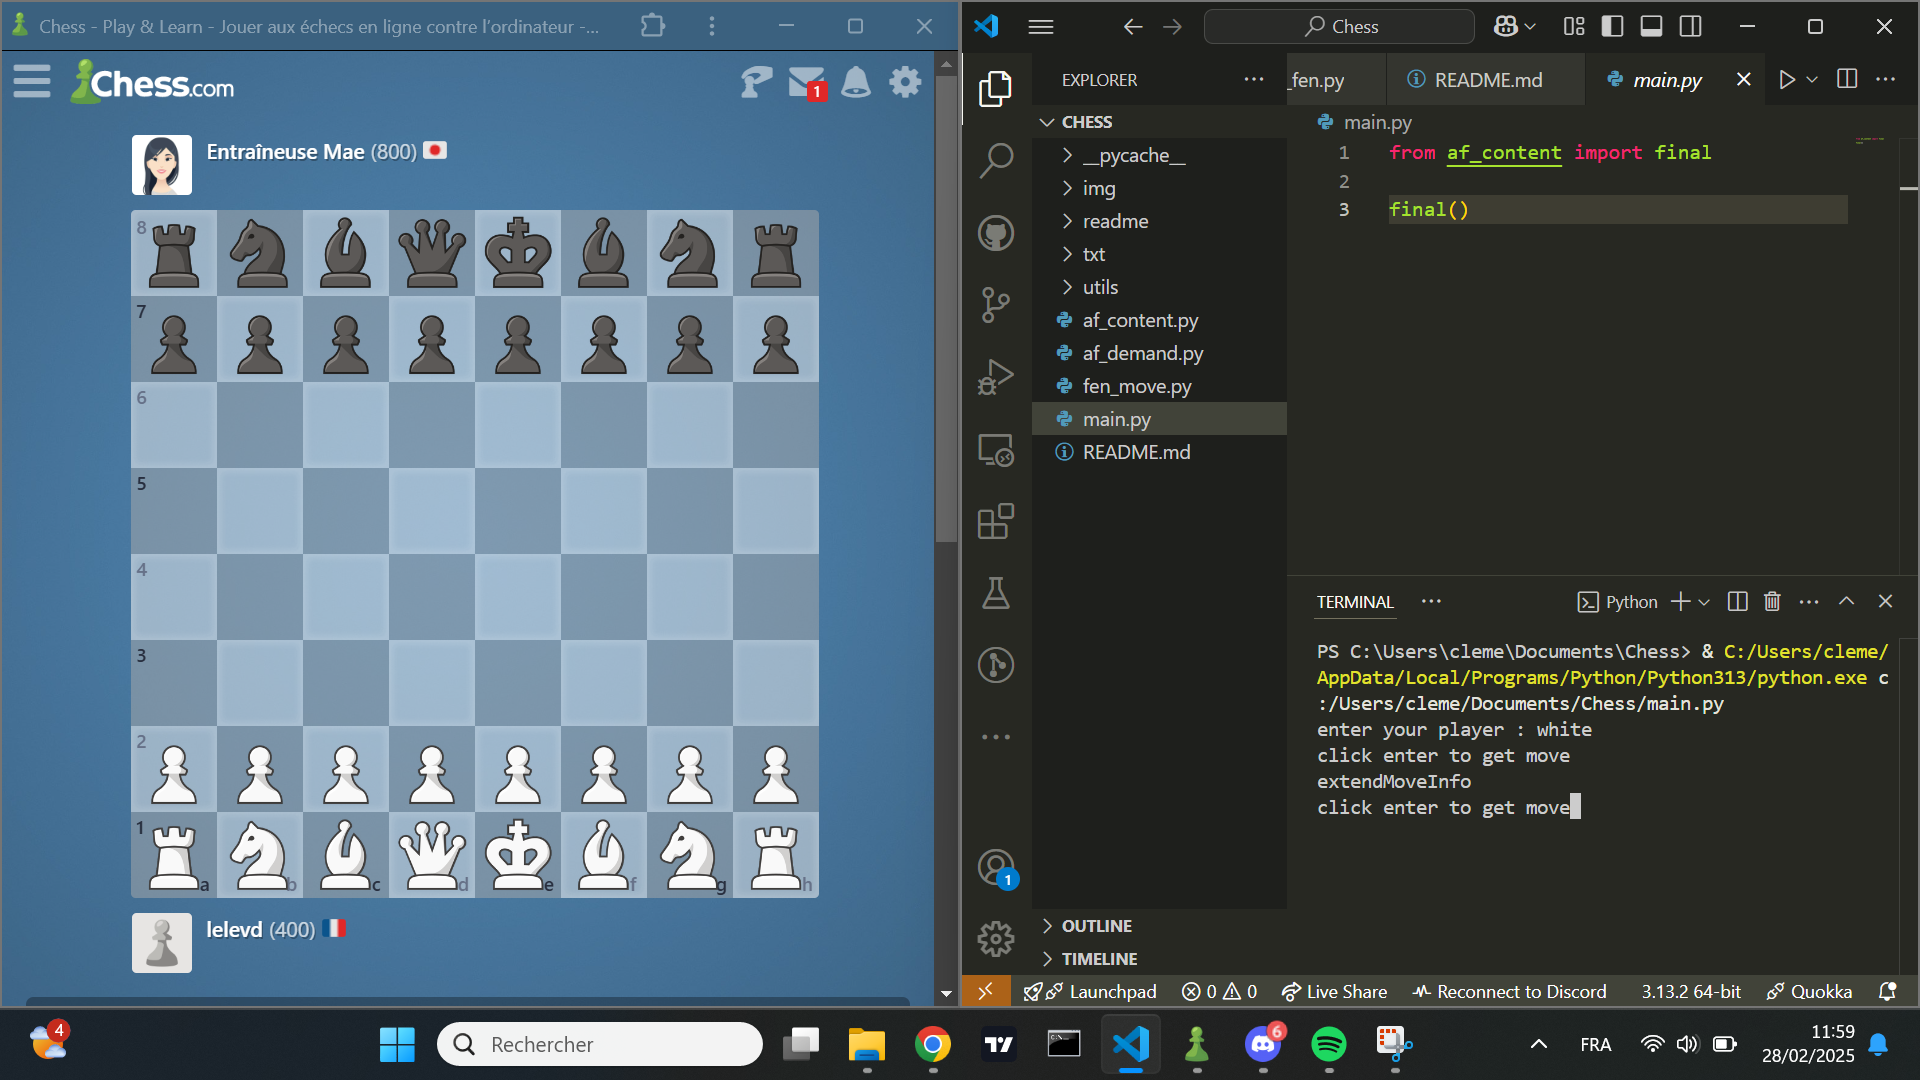 Chess - Play & Learn - Jouer aux échecs en ligne contre l'ordinateur -...
Chess.com
1
Entraîneuse Mae (800)
8
7
6
5
4
3
2
1
a b c d e f g h
lelevd (400)
Chess
EXPLORER
CHESS
__pycache__
img
readme
txt
utils
af_content.py
af_demand.py
fen_move.py
main.py
README.md
OUTLINE
TIMELINE
1
_fen.py
README.md
main.py
main.py
1 from af_content import final
2
3 final()
TERMINAL
Python
PS C:\Users\cleme\Documents\Chess> & C:/Users/cleme/
AppData/Local/Programs/Python/Python313/python.exe c
:/Users/cleme/Documents/Chess/main.py
enter your player : white
click enter to get move
extendMoveInfo
click enter to get move
Launchpad 0 0 Live Share Reconnect to Discord 3.13.2 64-bit Quokka
4
Rechercher
6
FRA
11:59
28/02/2025